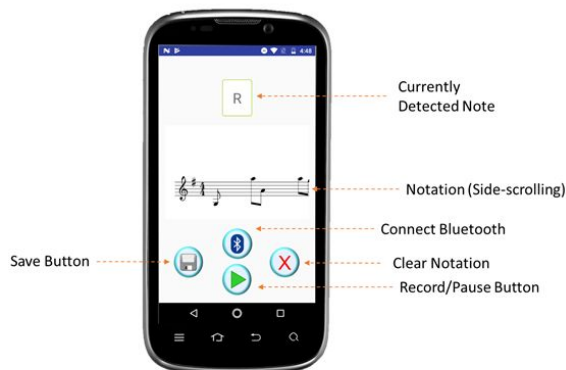 4:48
R
Currently
Detected Note
Notation (Side-scrolling)
Connect Bluetooth
Save Button
X
Clear Notation
Record/Pause Button